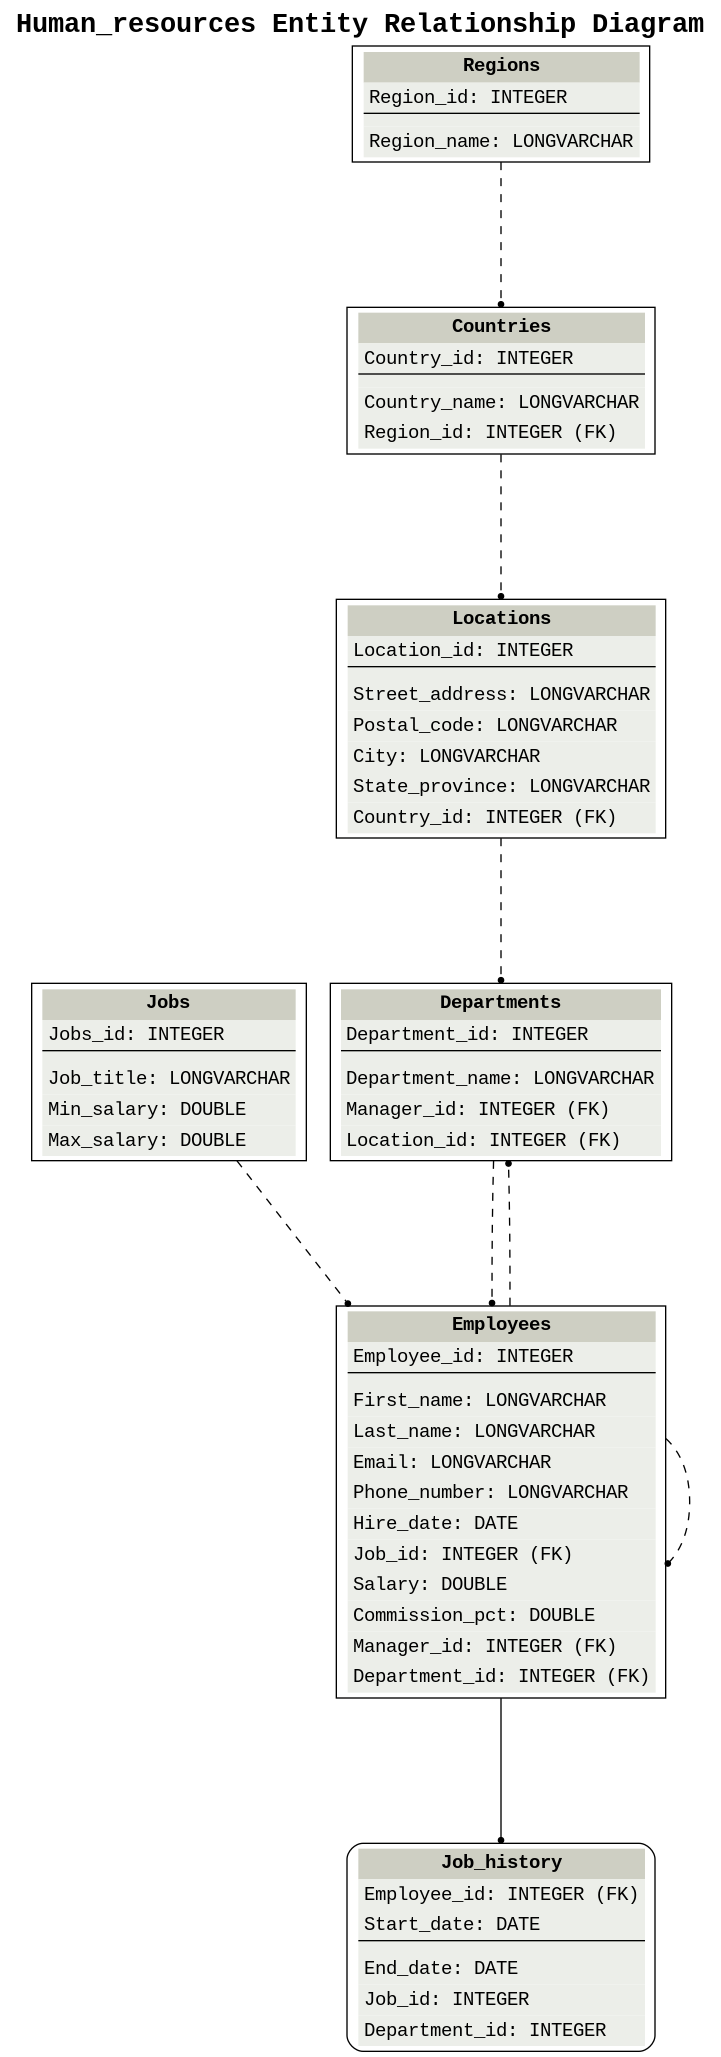 Human_resources Entity Relationship Diagram
Regions
Region_id: INTEGER
Region_name: LONGVARCHAR
Countries
Country_id: INTEGER
Country_name: LONGVARCHAR
Region_id: INTEGER (FK)
Locations
Location_id: INTEGER
Street_address: LONGVARCHAR
Postal_code: LONGVARCHAR
City: LONGVARCHAR
State_province: LONGVARCHAR
Country_id: INTEGER (FK)
Jobs
Jobs_id: INTEGER
Job_title: LONGVARCHAR
Min_salary: DOUBLE
Max_salary: DOUBLE
Departments
Department_id: INTEGER
Department_name: LONGVARCHAR
Manager_id: INTEGER (FK)
Location_id: INTEGER (FK)
Employees
Employee_id: INTEGER
First_name: LONGVARCHAR
Last_name: LONGVARCHAR
Email: LONGVARCHAR
Phone_number: LONGVARCHAR
Hire_date: DATE
Job_id: INTEGER (FK)
Salary: DOUBLE
Commission_pct: DOUBLE
Manager_id: INTEGER (FK)
Department_id: INTEGER (FK)
Job_history
Employee_id: INTEGER (FK)
Start_date: DATE
End_date: DATE
Job_id: INTEGER
Department_id: INTEGER